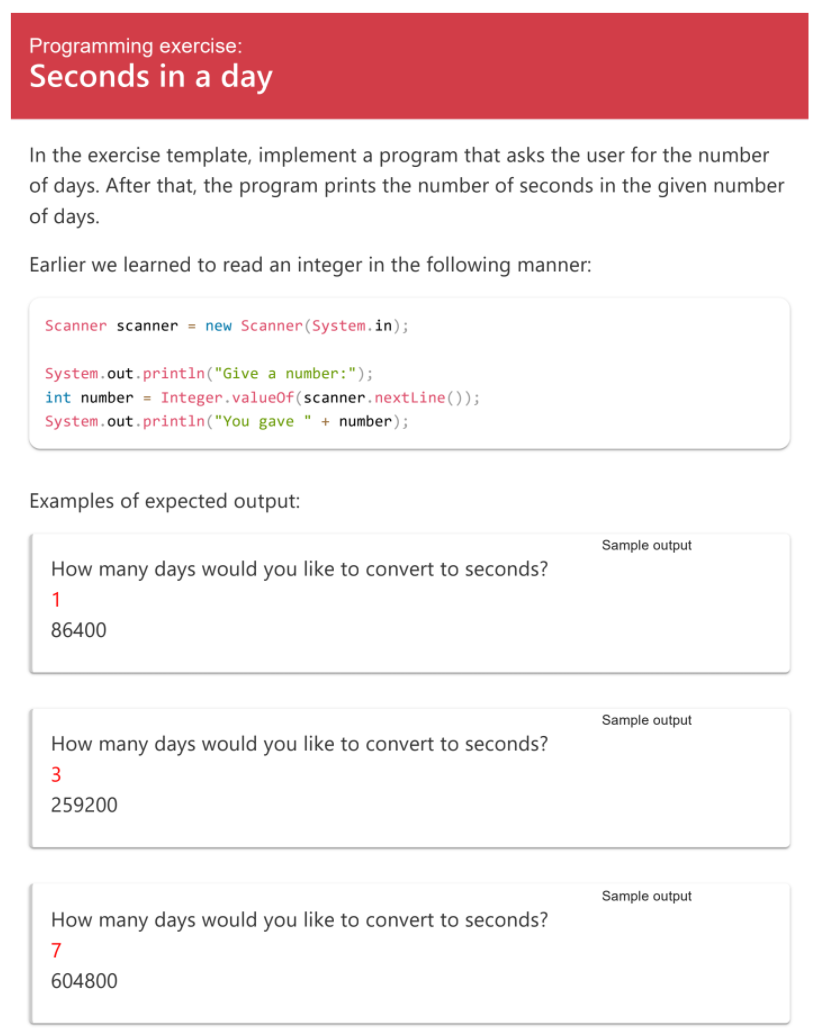 Programming exercise:
Seconds in a day
In the exercise template, implement a program that asks the user for the number
of days. After that, the program prints the number of seconds in the given number
of days.
Earlier we learned to read an integer in the following manner:
Scanner scanner = new Scanner(System.in);
System.out.println("Give a number:");
int number = Integer.valueOf(scanner.nextLine());
System.out.println("You gave " + number);
Examples of expected output:
Sample output
How many days would you like to convert to seconds?
1
86400
Sample output
How many days would you like to convert to seconds?
3
259200
Sample output
How many days would you like to convert to seconds?
7
604800